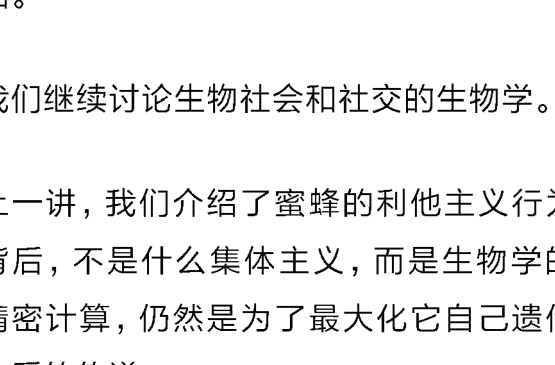 我们继续讨论生物社会和社交的生物学。
上一讲，我们介绍了蜜蜂的利他主义行为
背后，不是什么集体主义，而是生物学的
精密计算，仍然是为了最大化它自己遗传